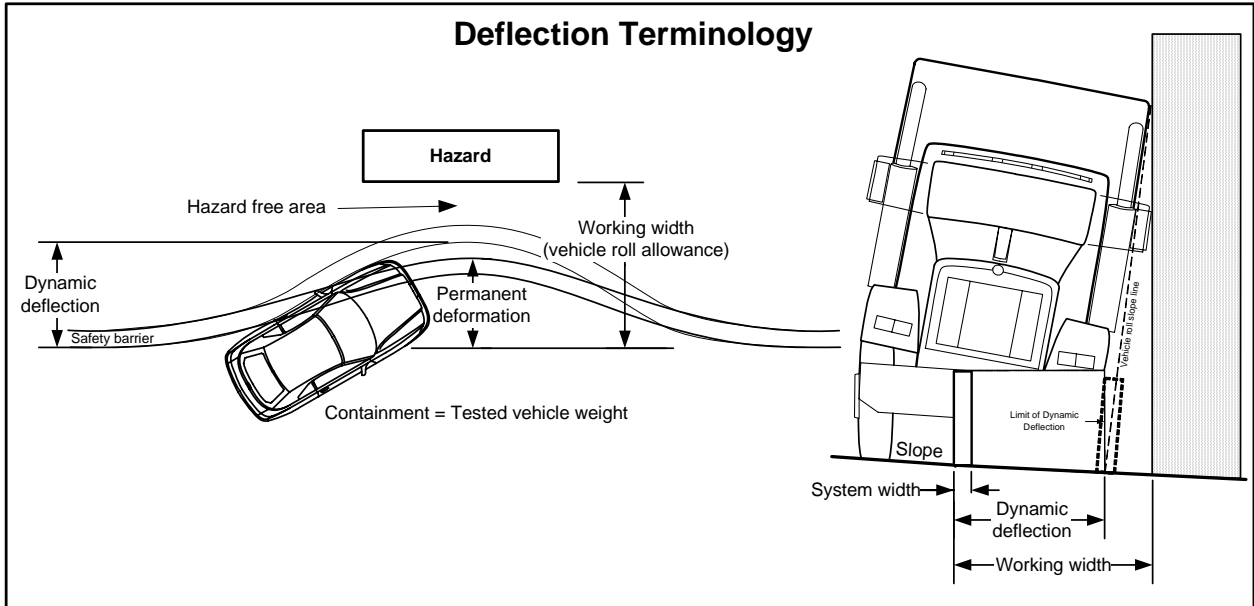 Deflection Terminology
Hazard
Hazard free area
Working width
(vehicle roll allowance)
Dynamic
deflection
Permanent
deformation
Safety barrier
Containment = Tested vehicle weight
Vehicle roll slope line
Limit of Dynamic
Deflection
Slope
System width
Dynamic
deflection
Working width